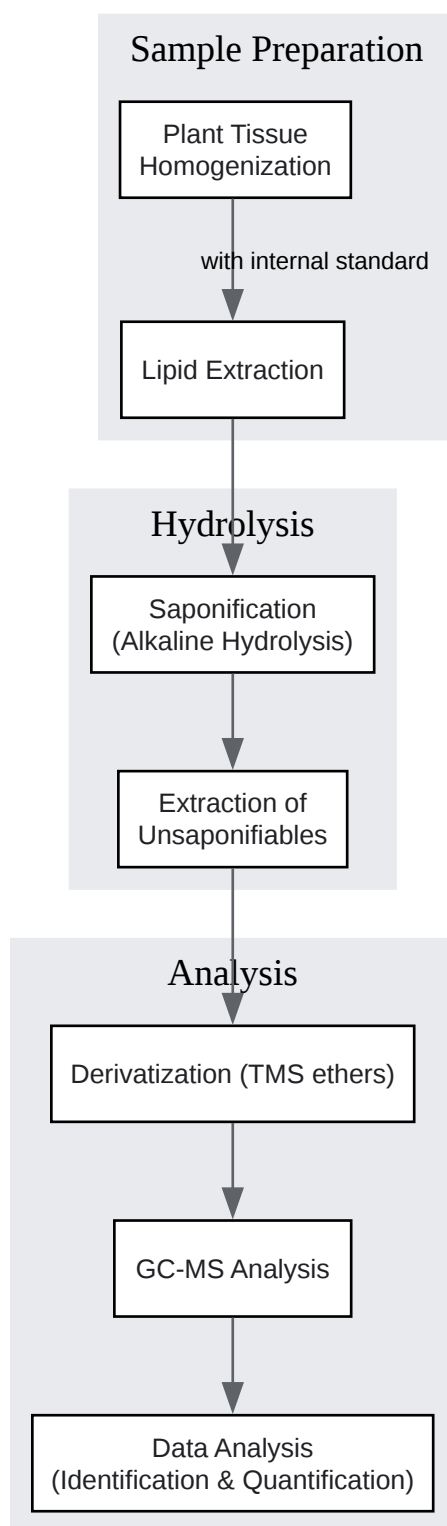 Sample Preparation
Plant Tissue
Homogenization
with internal standard
Lipid Extraction
Hydrolysis
Saponification
(Alkaline Hydrolysis)
Extraction of
Unsaponifiables
Analysis
Derivatization (TMS ethers)
GC-MS Analysis
Data Analysis
(Identification & Quantification)